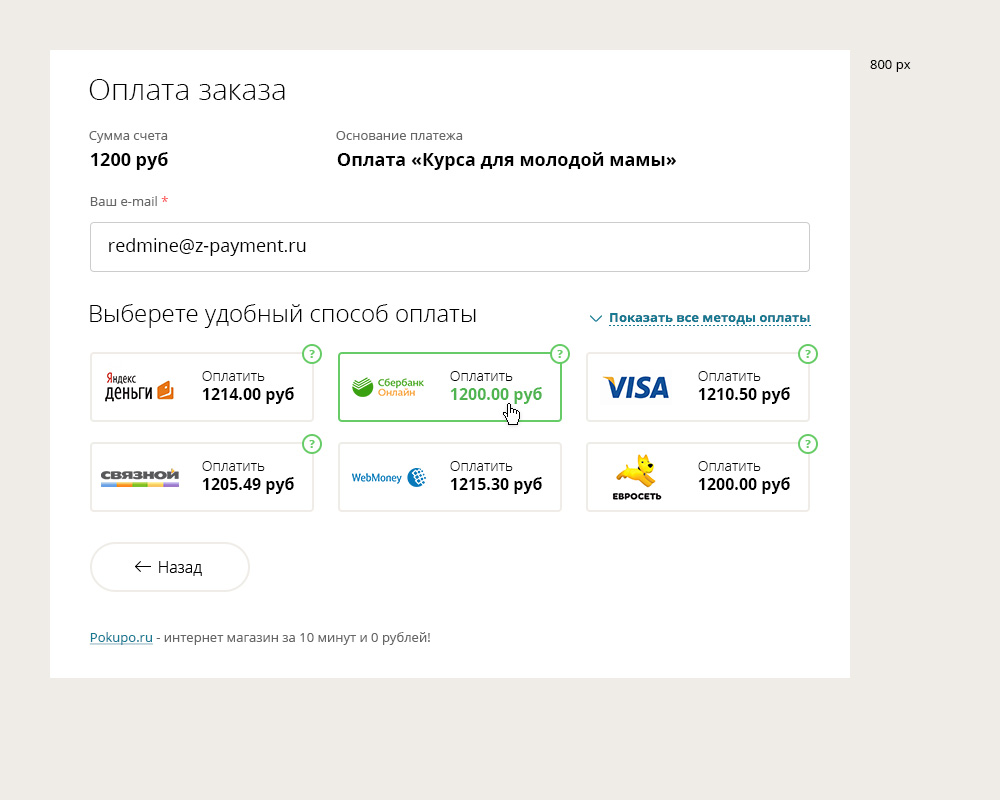 800 px
Оплата заказа
Сумма счета
1200 руб
Основание платежа
Оплата «Курса для молодой мамы»
Ваш e-mail *
redmine@z-payment.ru
Выберете удобный способ оплаты
Показать все методы оплаты
?
Яндекс
деньги
Оплатить
1214.00 руб
?
Сбербанк
Онлайн
Оплатить
1200.00 руб
?
VISA
Оплатить
1210.50 руб
?
СВЯЗНОЙ
Оплатить
1205.49 руб
WebMoney
Оплатить
1215.30 руб
?
ЕВРОСЕТЬ
Оплатить
1200.00 руб
← Назад
Pokupo.ru - интернет магазин за 10 минут и 0 рублей!